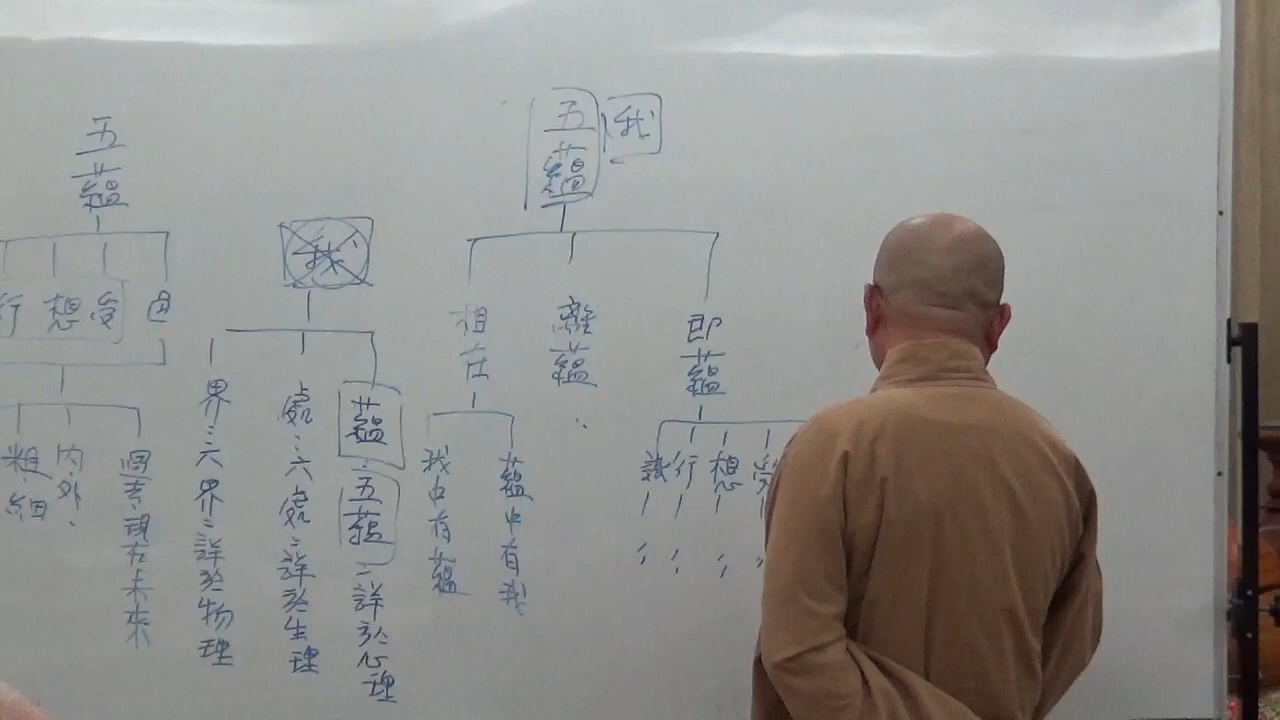 五蘊
我
即蘊
受
想
行
識
離蘊
相在
蘊中有我
我中有蘊
我
蘊：五蘊＝詳於心理
處：六處＝詳於生理
界：六界＝詳於物理
五蘊
色
受
想
行
過去現在未來
內.外.
粗.細